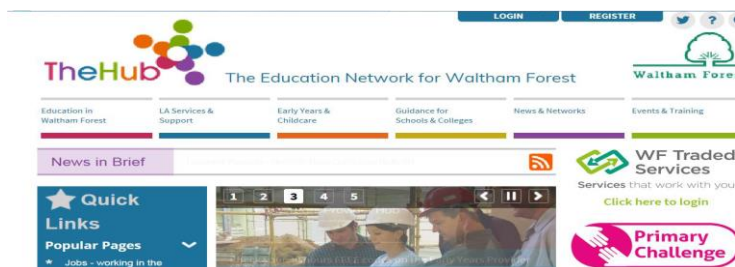 LOGIN REGISTER
?
TheHub
The Education Network for Waltham Forest
Waltham Fore
Education in
Waltham Forest
LA Services &
Support
Early Years &
Childcare
Guidance for
Schools & Colleges
News & Networks
Events & Training
News in Brief
WF Traded
Services
Services that work with you
Click here to login
Quick
Links
1 2 3 4 5
Popular Pages
Jobs - working in the
Primary
Challenge